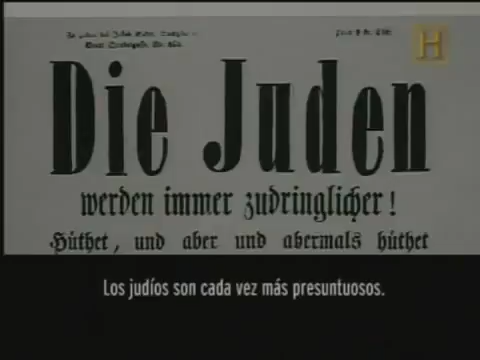 H
Die Juden
werden immer zudringlicher!
Hüthet, und aber und abermals hüthet
Los judíos son cada vez más presuntuosos.